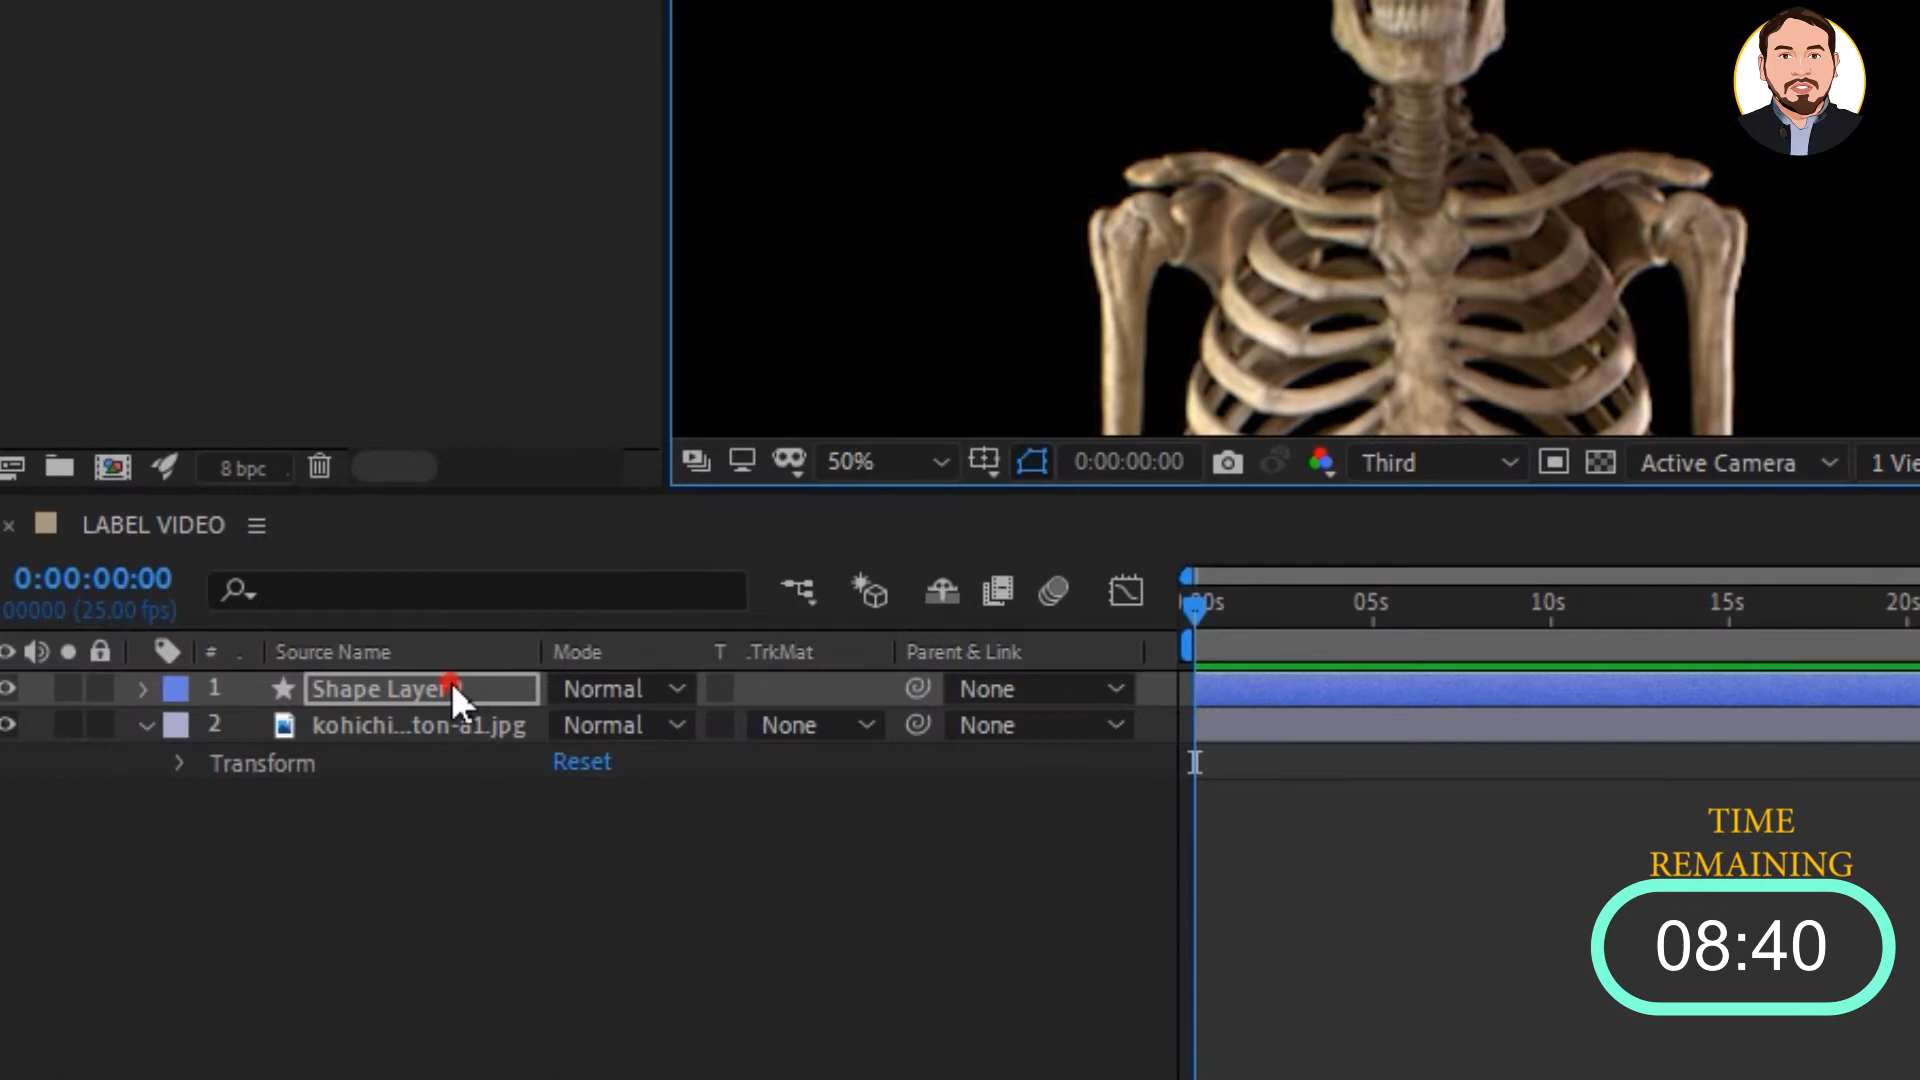 8 bpc
50%
0:00:00:00
Third
Active Camera
1 Vie
LABEL VIDEO
0:00:00:00
00000 (25.00 fps)
05s
10s
15s
20s
#
Source Name
Mode
T
.TrkMat
Parent & Link
1
Shape Layer
Normal
None
2
kohichi...ton-a1.jpg
Normal
None
None
Transform
Reset
TIME
REMAINING
08:40